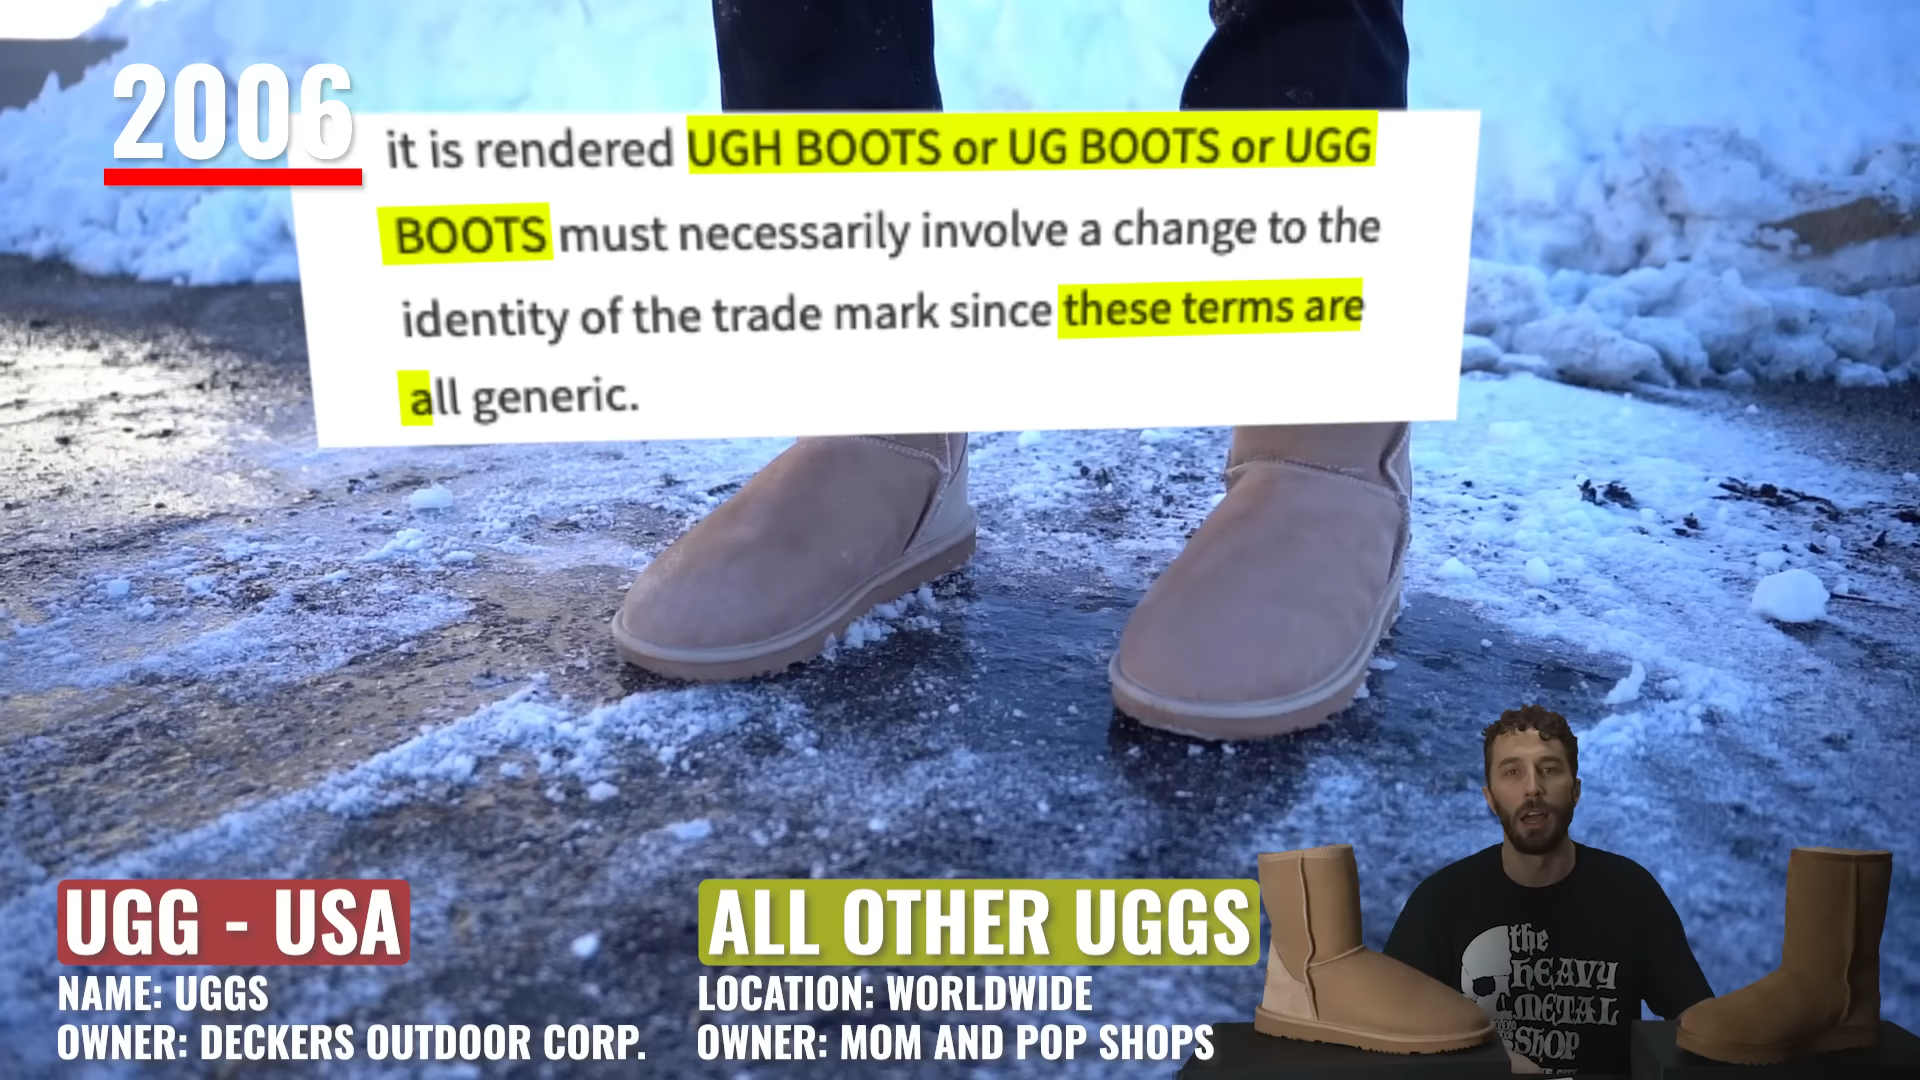 2006
it is rendered UGH BOOTS or UG BOOTS or UGG
BOOTS must necessarily involve a change to the
identity of the trade mark since these terms are
all generic.
UGG - USA
NAME: UGGS
OWNER: DECKERS OUTDOOR CORP.
ALL OTHER UGGS
LOCATION: WORLDWIDE
OWNER: MOM AND POP SHOPS
the
HEAVY
METAL
SHOP